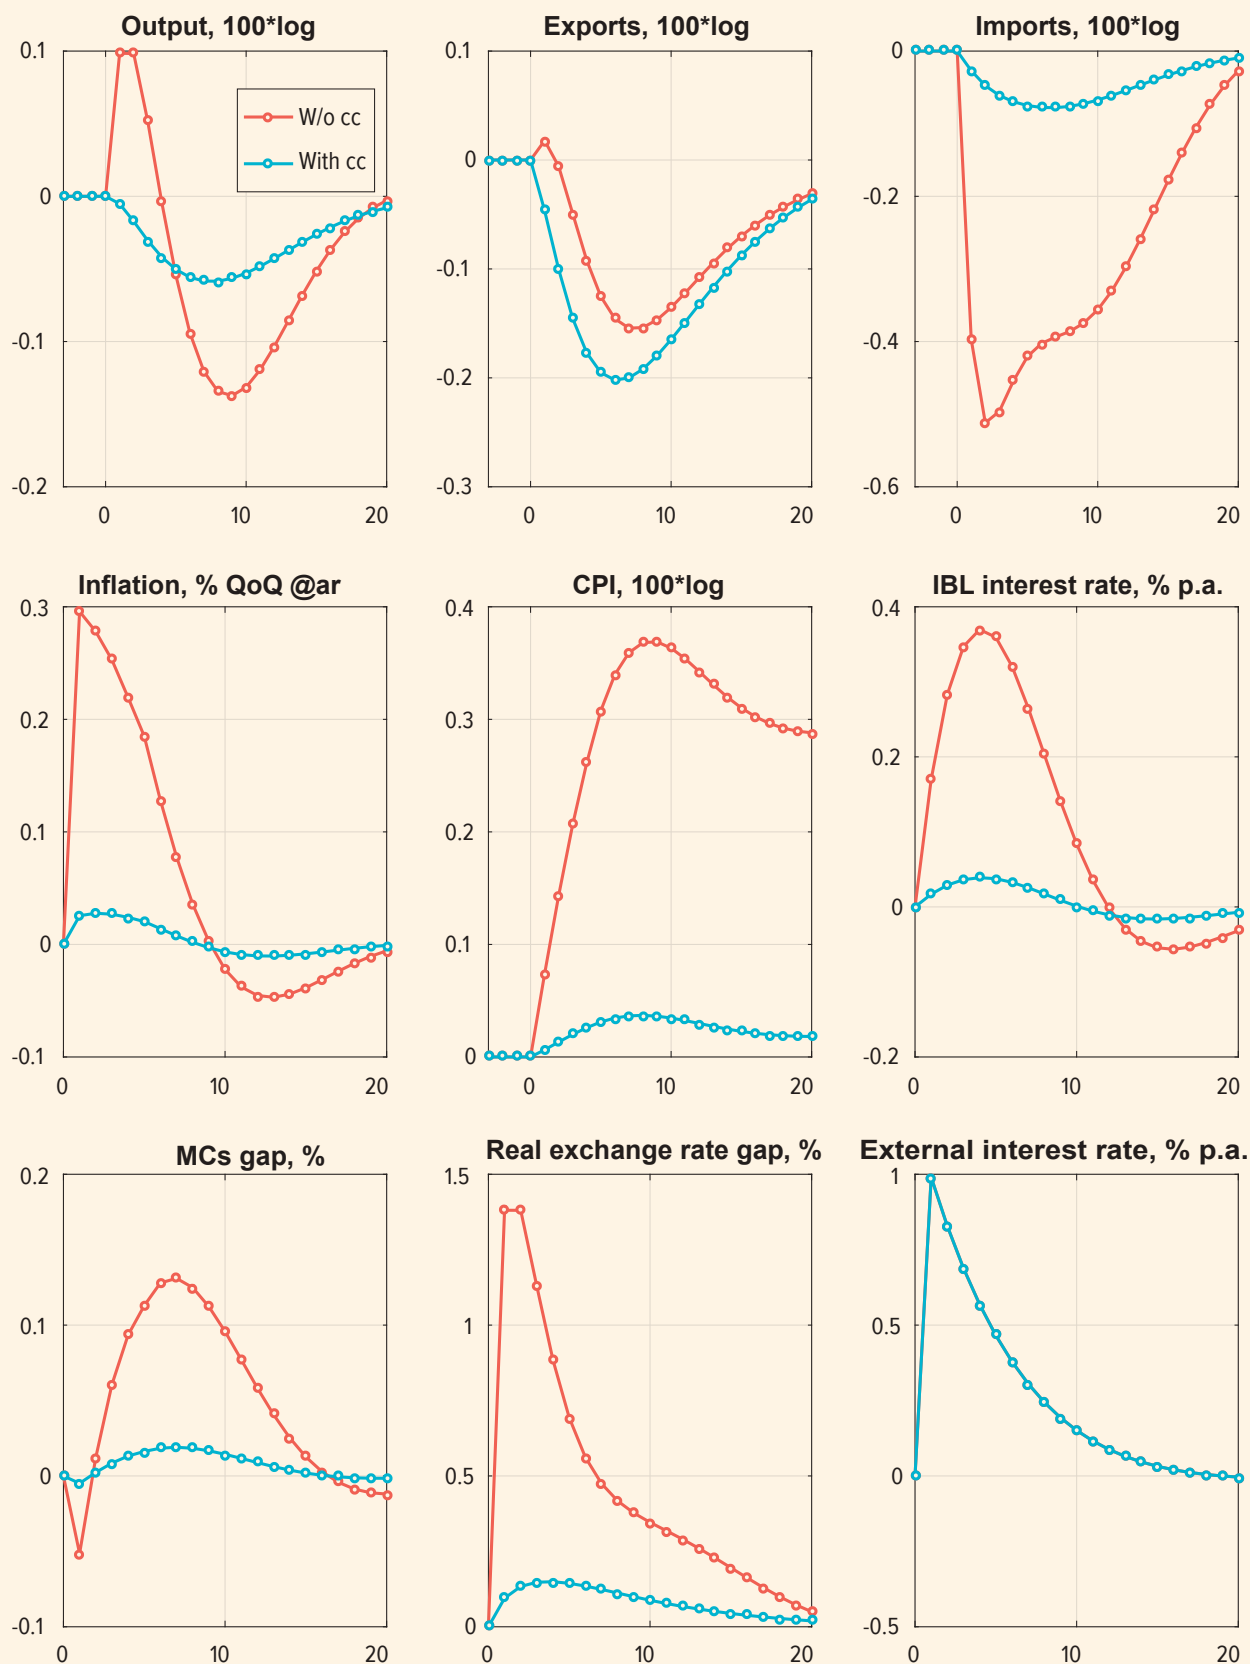 Output, 100*log
Exports, 100*log
Imports, 100*log
0.1
0
-0.1
-0.2
0 10 20
W/o cc
With cc
0.1
0
-0.1
-0.2
-0.3
0 10 20
0
-0.2
-0.4
-0.6
0 10 20
Inflation, % QoQ @ar
CPI, 100*log
IBL interest rate, % p.a.
0.3
0.2
0.1
0
-0.1
0 10 20
0.4
0.3
0.2
0.1
0
0 10 20
0.4
0.2
0
-0.2
0 10 20
MCs gap, %
Real exchange rate gap, %
External interest rate, % p.a.
0.2
0.1
0
-0.1
0 10 20
1.5
1
0.5
0
0 10 20
1
0.5
0
-0.5
0 10 20